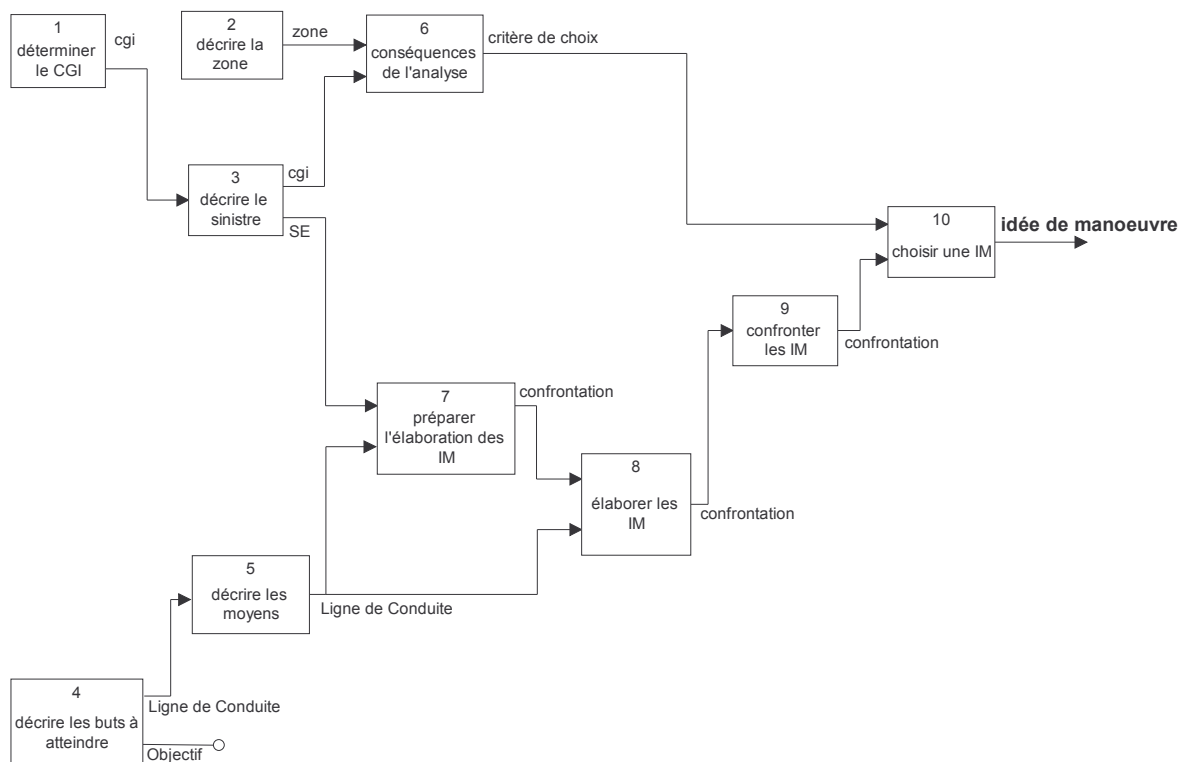 1
déterminer
le CGI
cgi
2
décrire la
zone
zone
6
conséquences
de l'analyse
critère de choix
3
décrire le
sinistre
cgi
SE
10
choisir une IM
idée de manoeuvre
9
confronter
les IM
confrontation
7
préparer
l'élaboration des
IM
confrontation
8
élaborer les
IM
confrontation
5
décrire les
moyens
Ligne de Conduite
4
décrire les buts à
atteindre
Ligne de Conduite
Objectif